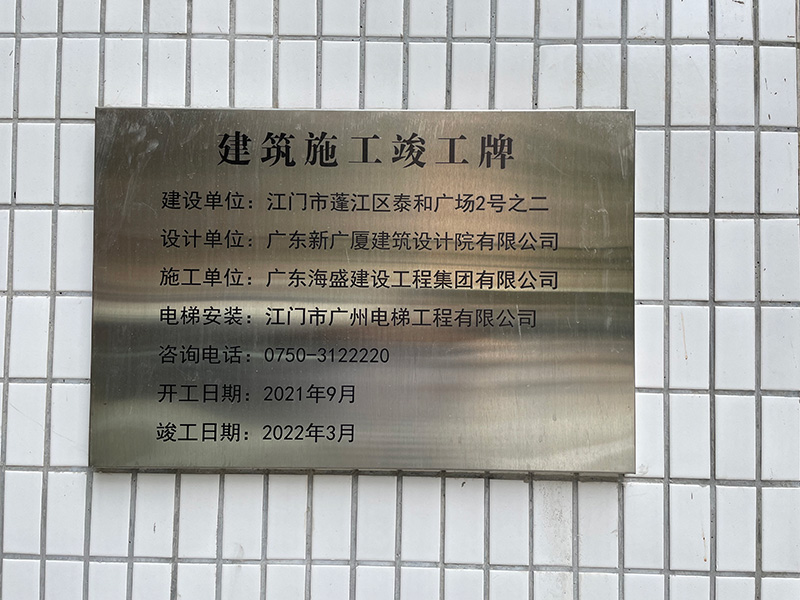 建筑施工竣工牌
建设单位：江门市蓬江区泰和广场2号之二
设计单位：广东新广厦建筑设计院有限公司
施工单位：广东海盛建设工程集团有限公司
电梯安装：江门市广州电梯工程有限公司
咨询电话：0750-3122220
开工日期：2021年9月
竣工日期：2022年3月